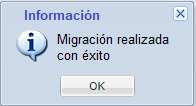 Información
Migración realizada
con éxito
OK